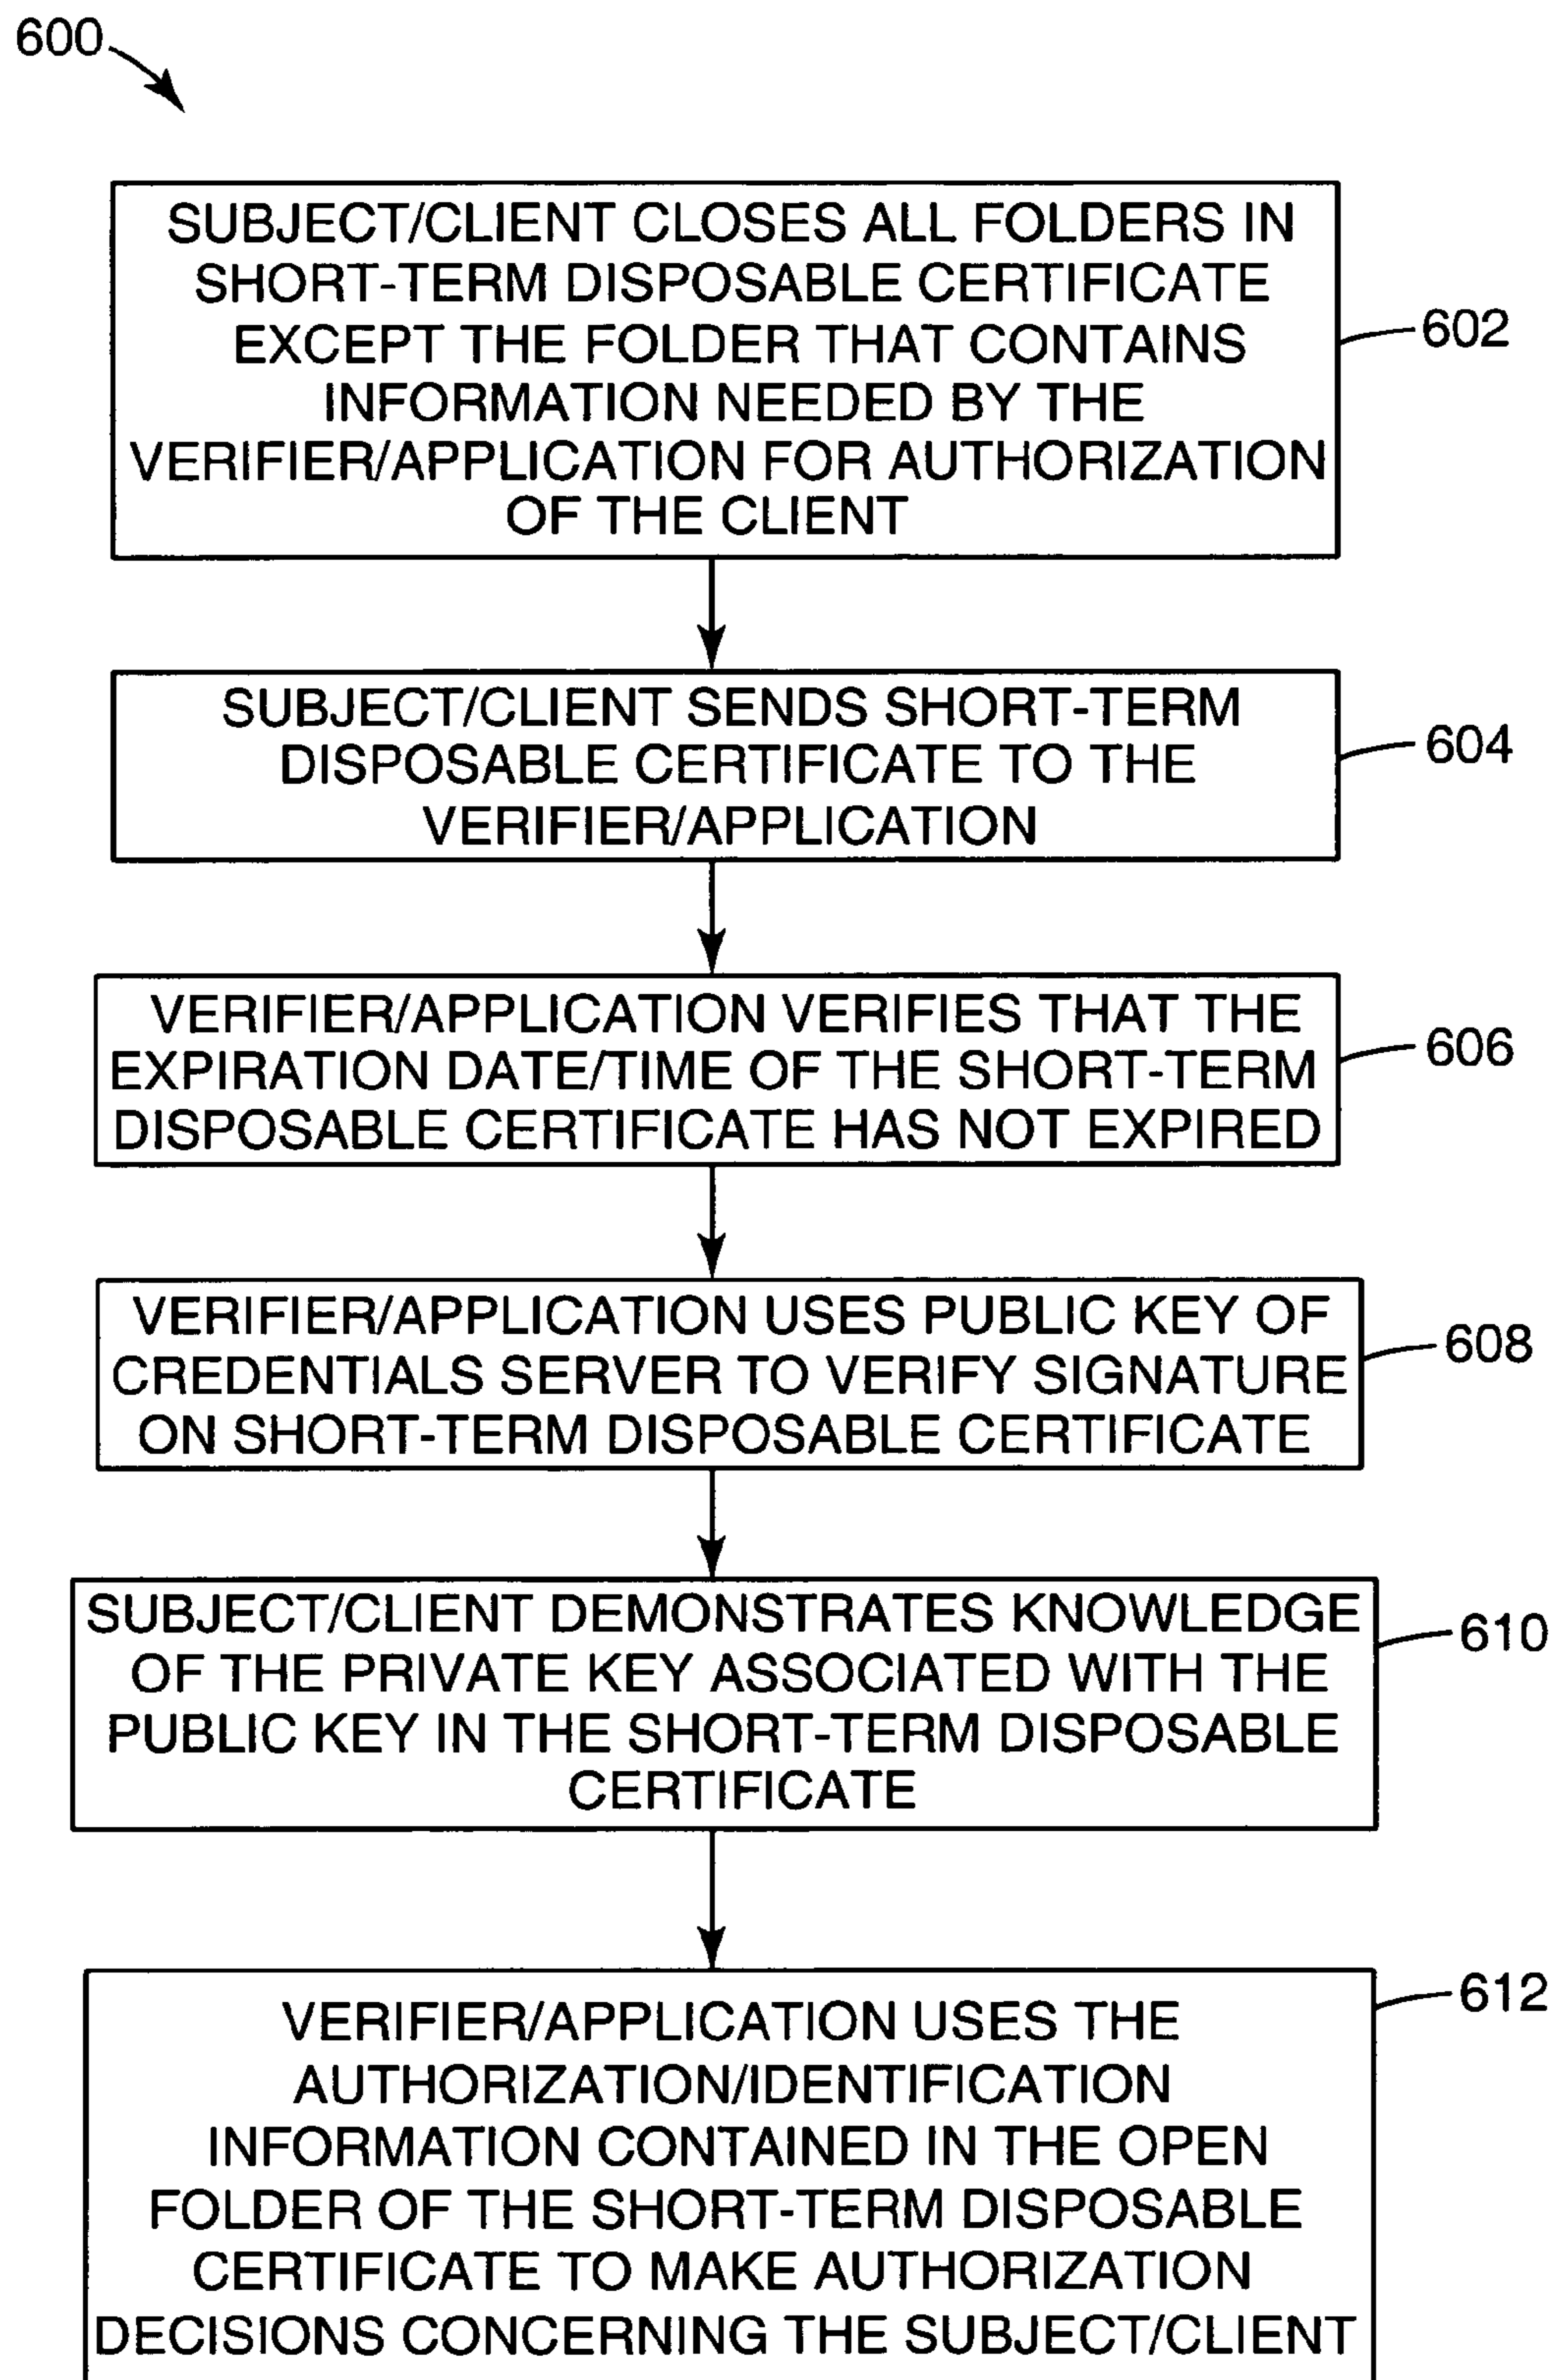 600
SUBJECT/CLIENT CLOSES ALL FOLDERS IN
SHORT-TERM DISPOSABLE CERTIFICATE
EXCEPT THE FOLDER THAT CONTAINS
INFORMATION NEEDED BY THE
VERIFIER/APPLICATION FOR AUTHORIZATION
OF THE CLIENT
602
SUBJECT/CLIENT SENDS SHORT-TERM
DISPOSABLE CERTIFICATE TO THE
VERIFIER/APPLICATION
604
VERIFIER/APPLICATION VERIFIES THAT THE
EXPIRATION DATE/TIME OF THE SHORT-TERM
DISPOSABLE CERTIFICATE HAS NOT EXPIRED
606
VERIFIER/APPLICATION USES PUBLIC KEY OF
CREDENTIALS SERVER TO VERIFY SIGNATURE
ON SHORT-TERM DISPOSABLE CERTIFICATE
608
SUBJECT/CLIENT DEMONSTRATES KNOWLEDGE
OF THE PRIVATE KEY ASSOCIATED WITH THE
PUBLIC KEY IN THE SHORT-TERM DISPOSABLE
CERTIFICATE
610
VERIFIER/APPLICATION USES THE
AUTHORIZATION/IDENTIFICATION
INFORMATION CONTAINED IN THE OPEN
FOLDER OF THE SHORT-TERM DISPOSABLE
CERTIFICATE TO MAKE AUTHORIZATION
DECISIONS CONCERNING THE SUBJECT/CLIENT
612